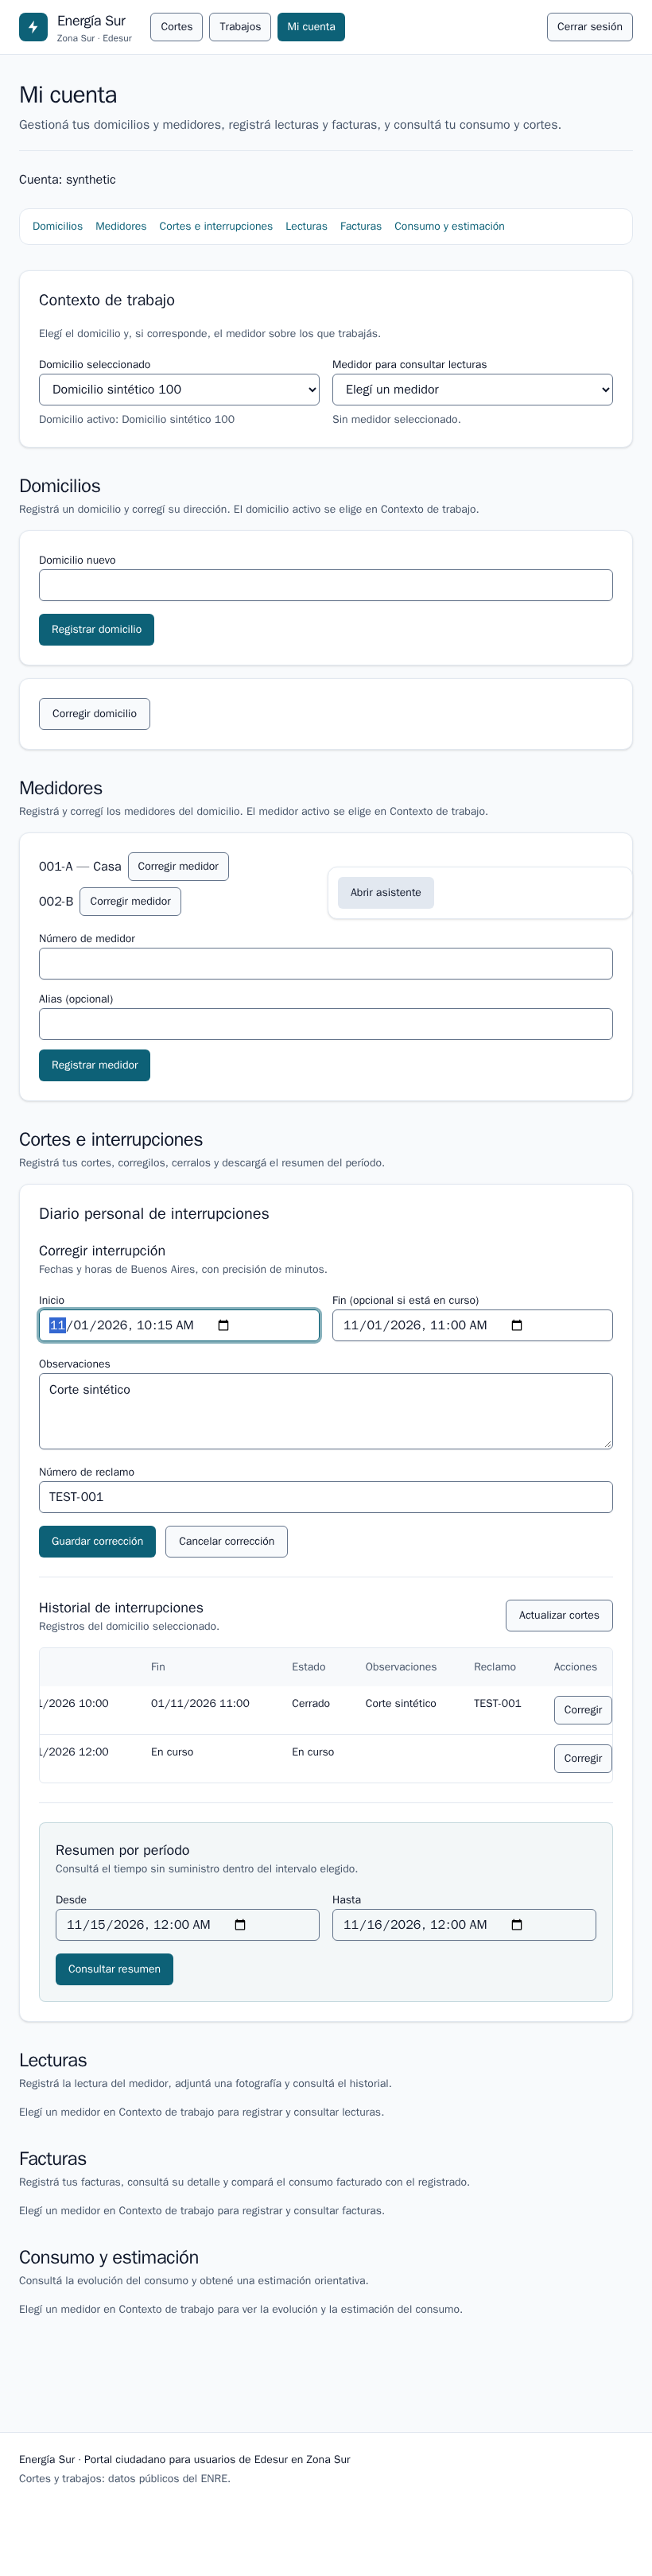 Energía Sur
Zona Sur · Edesur
Cortes
Trabajos
Mi cuenta
Cerrar sesión
Mi cuenta
Gestioná tus domicilios y medidores, registrá lecturas y facturas, y consultá tu consumo y cortes.
Cuenta: synthetic
Domicilios Medidores Cortes e interrupciones Lecturas Facturas Consumo y estimación
Contexto de trabajo
Elegí el domicilio y, si corresponde, el medidor sobre los que trabajás.
Domicilio seleccionado
Domicilio sintético 100
Domicilio activo: Domicilio sintético 100
Medidor para consultar lecturas
Elegí un medidor
Sin medidor seleccionado.
Domicilios
Registrá un domicilio y corregí su dirección. El domicilio activo se elige en Contexto de trabajo.
Domicilio nuevo
Registrar domicilio
Corregir domicilio
Medidores
Registrá y corregí los medidores del domicilio. El medidor activo se elige en Contexto de trabajo.
001-A — Casa Corregir medidor
002-B Corregir medidor
Abrir asistente
Número de medidor
Alias (opcional)
Registrar medidor
Cortes e interrupciones
Registrá tus cortes, corregilos, cerralos y descargá el resumen del período.
Diario personal de interrupciones
Corregir interrupción
Fechas y horas de Buenos Aires, con precisión de minutos.
Inicio
11/01/2026, 10:15 AM
Fin (opcional si está en curso)
11/01/2026, 11:00 AM
Observaciones
Corte sintético
Número de reclamo
TEST-001
Guardar corrección
Cancelar corrección
Historial de interrupciones
Registros del domicilio seleccionado.
Actualizar cortes
Fin Estado Observaciones Reclamo Acciones
1/2026 10:00 01/11/2026 11:00 Cerrado Corte sintético TEST-001 Corregir
1/2026 12:00 En curso En curso Corregir
Resumen por período
Consultá el tiempo sin suministro dentro del intervalo elegido.
Desde
11/15/2026, 12:00 AM
Hasta
11/16/2026, 12:00 AM
Consultar resumen
Lecturas
Registrá la lectura del medidor, adjuntá una fotografía y consultá el historial.
Elegí un medidor en Contexto de trabajo para registrar y consultar lecturas.
Facturas
Registrá tus facturas, consultá su detalle y compará el consumo facturado con el registrado.
Elegí un medidor en Contexto de trabajo para registrar y consultar facturas.
Consumo y estimación
Consultá la evolución del consumo y obtené una estimación orientativa.
Elegí un medidor en Contexto de trabajo para ver la evolución y la estimación del consumo.
Energía Sur · Portal ciudadano para usuarios de Edesur en Zona Sur
Cortes y trabajos: datos públicos del ENRE.